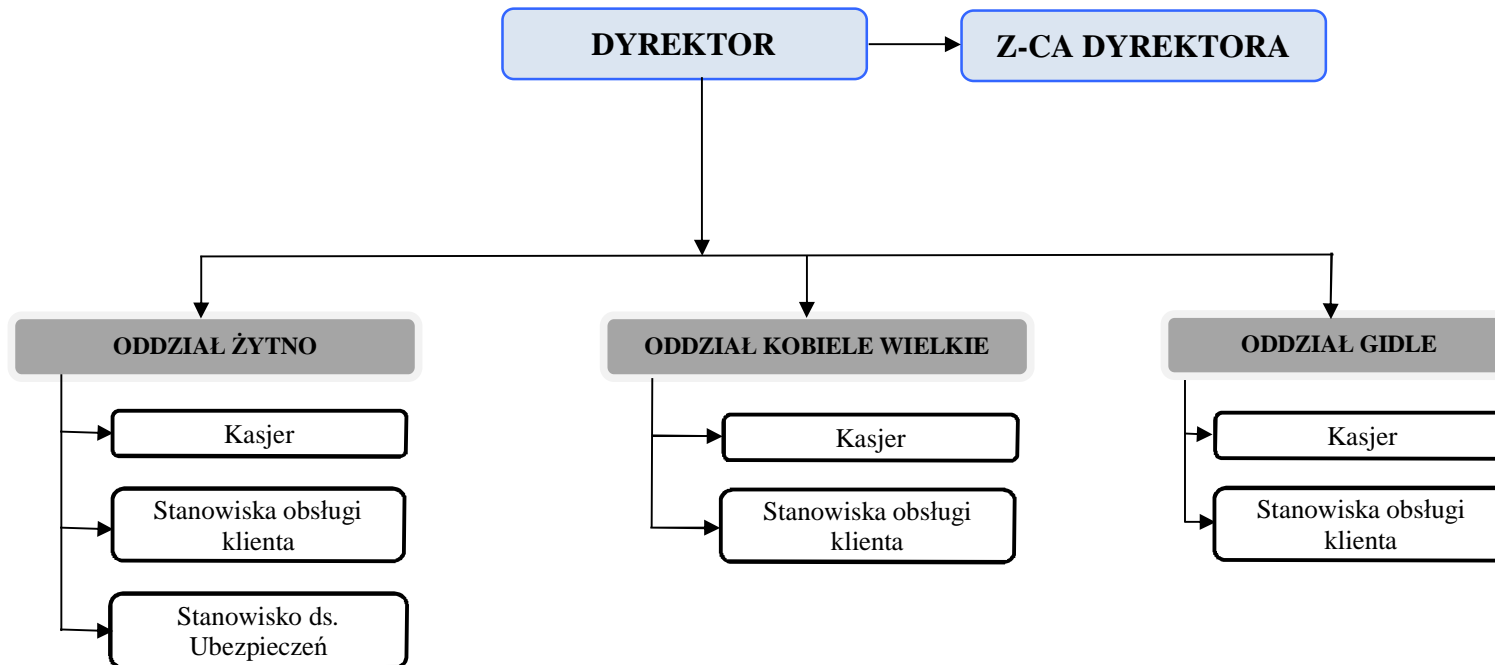 DYREKTOR
Z-CA DYREKTORA
ODDZIAŁ ŻYTNO
ODDZIAŁ KOBIELE WIELKIE
ODDZIAŁ GIDLE
Kasjer
Stanowiska obsługi
klienta
Stanowisko ds.
Ubezpieczeń
Kasjer
Stanowiska obsługi
klienta
Kasjer
Stanowiska obsługi
klienta